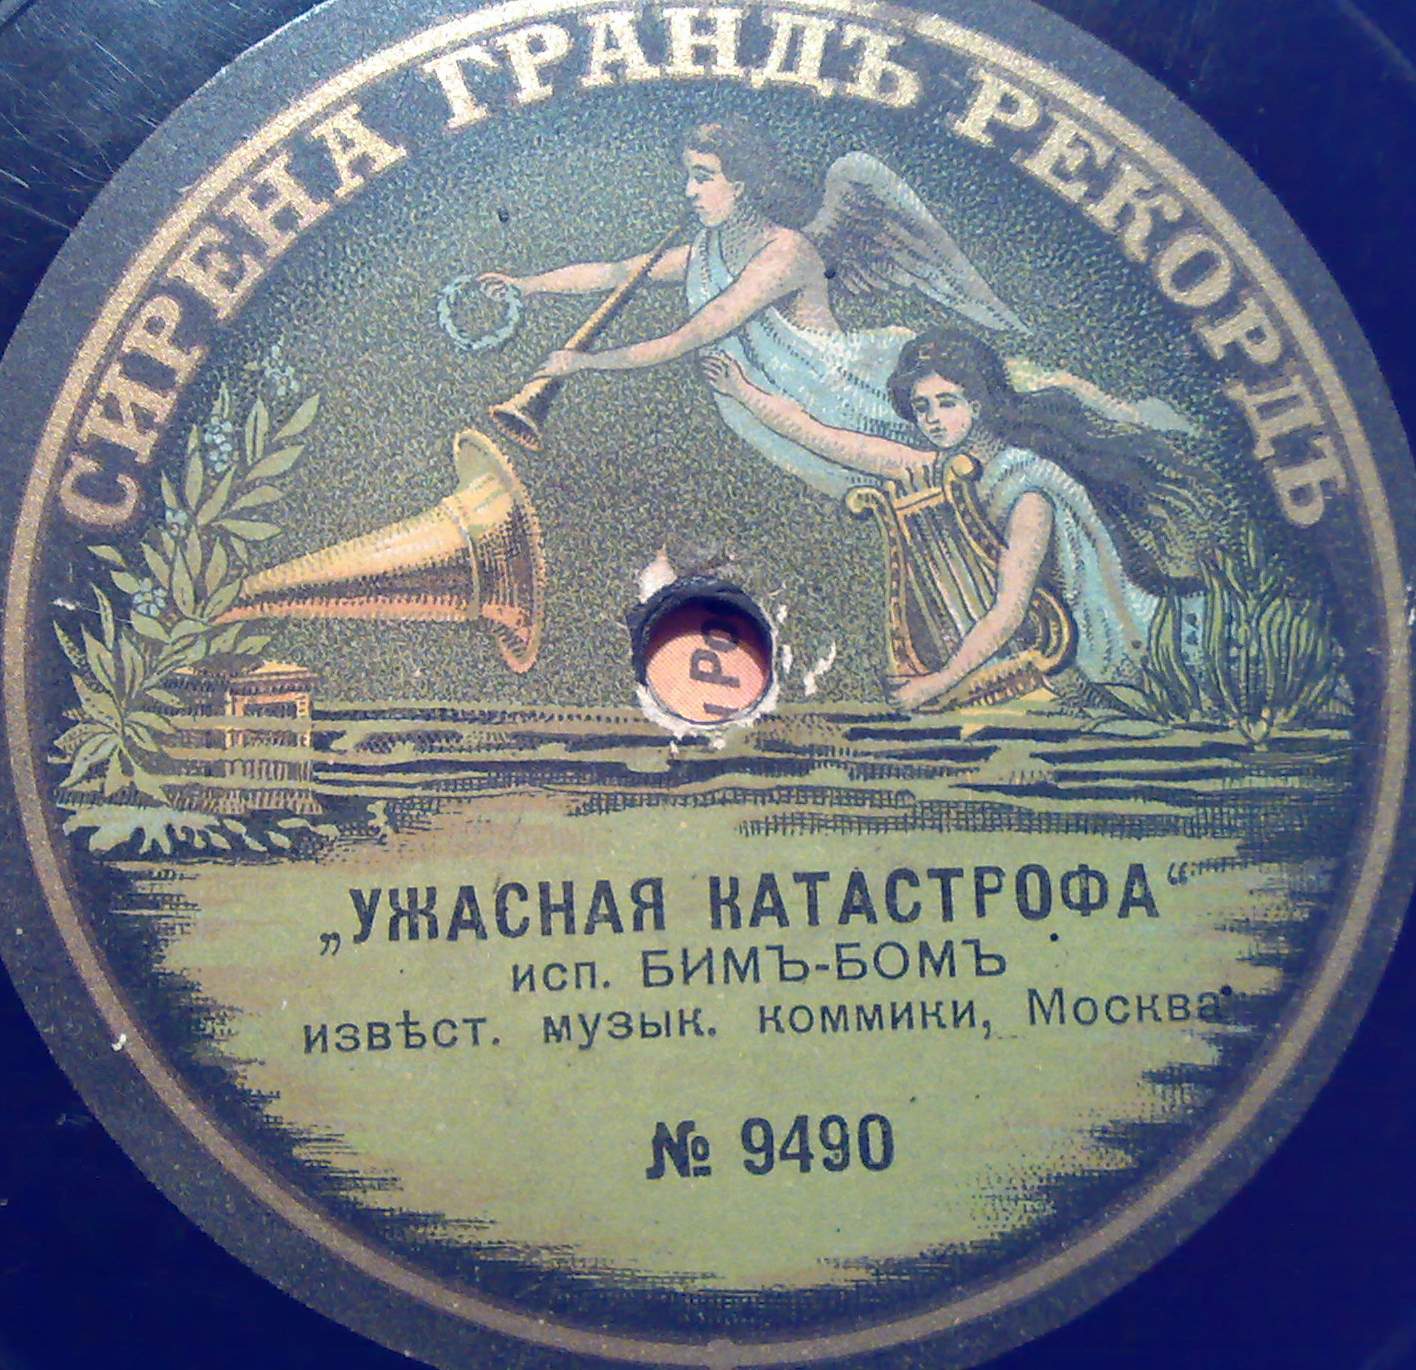 СИРЕНА ГРАНДЪ РЕКОРДЪ
„УЖАСНАЯ КАТАСТРОФА“
исп. БИМЪ-БОМЪ
извѣст. музык. коммики, Москва
№ 9490